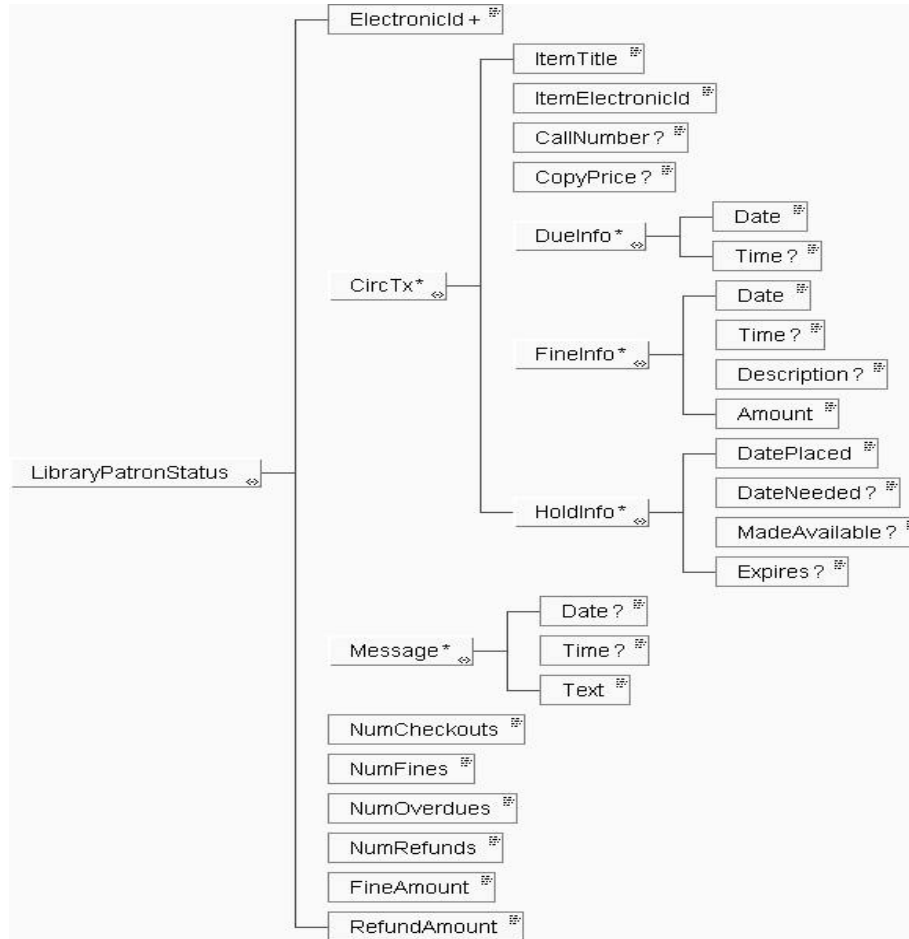 ElectronicId +
ItemTitle
ItemElectronicId
CallNumber ?
CopyPrice ?
DueInfo *
Date
Time ?
CircTx *
FineInfo *
Date
Time ?
Description ?
Amount
LibraryPatronStatus
HoldInfo *
DatePlaced
DateNeeded ?
MadeAvailable ?
Expires ?
Message *
Date ?
Time ?
Text
NumCheckouts
NumFines
NumOverdues
NumRefunds
FineAmount
RefundAmount